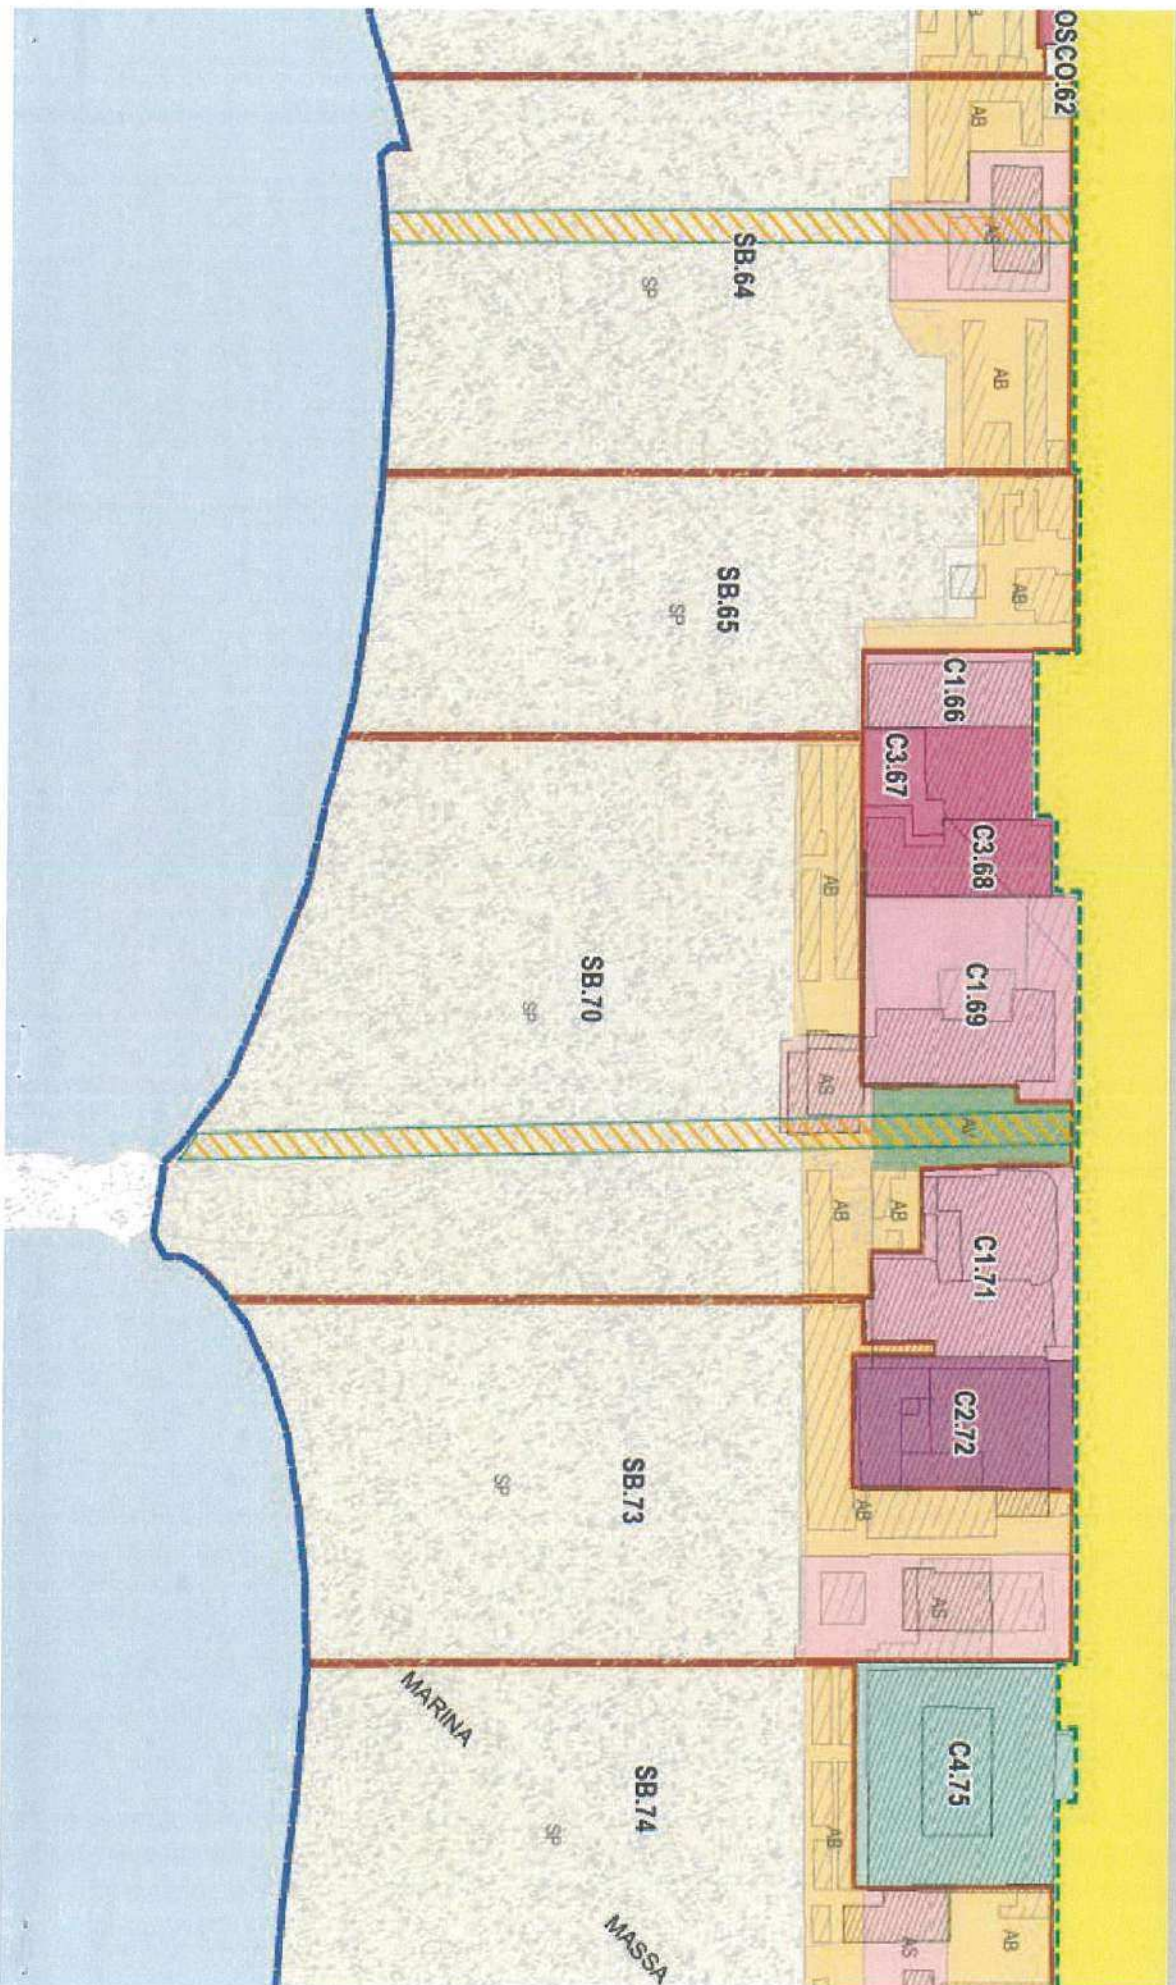 OSCO.62
AB
AS
SB.64
SP
AB
SB.65
SP
AB
C1.66
C3.67
C3.68
AB
C1.69
SB.70
SP
AS
AV
AB
AB
C1.71
C2.72
SB.73
SP
AB
AS
MARINA
C4.75
SB.74
SP
AB
MASSA
AS
AB